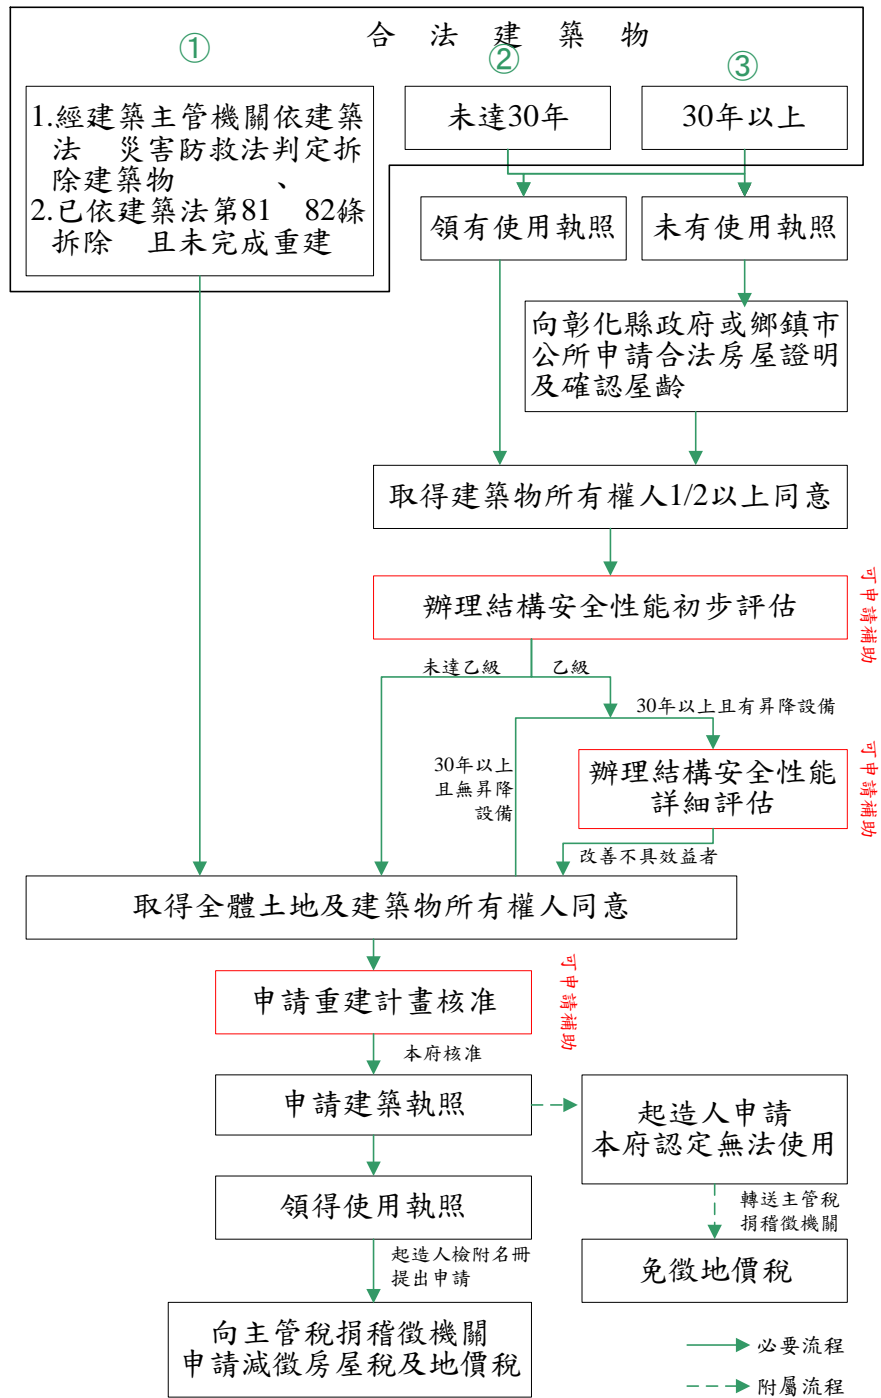 合法建築物
①
②
③
1.經建築主管機關依建築
法　災害防救法判定拆
除建築物　　　、
2.已依建築法第81　82條
拆除　且未完成重建
未達30年
30年以上
領有使用執照
未有使用執照
向彰化縣政府或鄉鎮市
公所申請合法房屋證明
及確認屋齡
取得建築物所有權人1/2以上同意
辦理結構安全性能初步評估
可申請補助
未達乙級
乙級
30年以上且有昇降設備
30年以上
且無昇降
設備
辦理結構安全性能
詳細評估
可申請補助
改善不具效益者
取得全體土地及建築物所有權人同意
申請重建計畫核准
可申請補助
本府核准
申請建築執照
起造人申請
本府認定無法使用
領得使用執照
轉送主管稅
捐稽徵機關
起造人檢附名冊
提出申請
免徵地價稅
向主管稅捐稽徵機關
申請減徵房屋稅及地價稅
必要流程
附屬流程